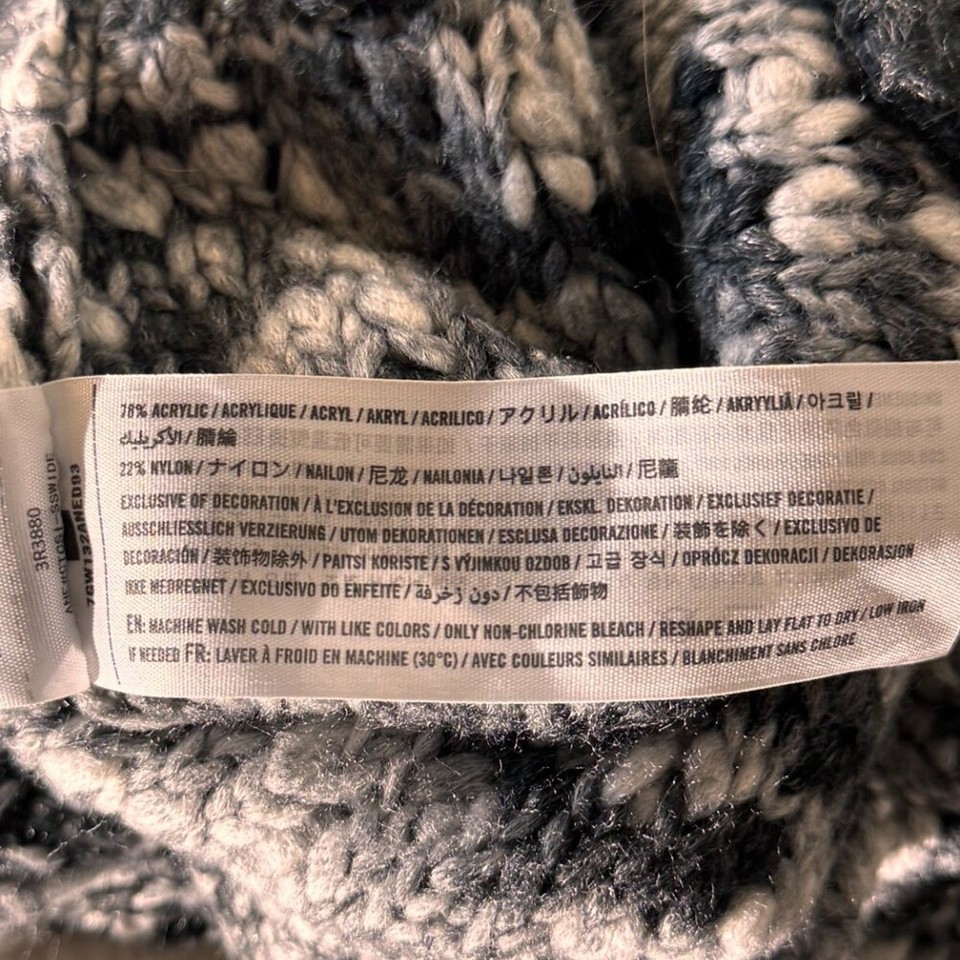 78% ACRYLIC / ACRYLIQUE / ACRYL / AKRYL / ACRILICO / アクリル / ACRÍLICO / 腈纶 / AKRYYLIÄ / 아크릴 /
الأكريليك / 腈綸
22% NYLON / ナイロン / NAILON / 尼龙 / NAILONIA / 나일론 / النايلون / 尼龍
EXCLUSIVE OF DECORATION / À L'EXCLUSION DE LA DÉCORATION / EKSKL. DEKORATION / EXCLUSIEF DECORATIE /
AUSSCHLIESSLICH VERZIERUNG / UTOM DEKORATIONEN / ESCLUSA DECORAZIONE / 装飾を除く / EXCLUSIVO DE
DECORACIÓN / 装饰物除外 / PAITSI KORISTE / S VÝJIMKOU OZDOB / 고급 장식 / OPRÓCZ DEKORACJI / DEKORASJON
IKKE MEDREGNET / EXCLUSIVO DO ENFEITE / دون زخرفة / 不包括飾物
EN: MACHINE WASH COLD / WITH LIKE COLORS / ONLY NON-CHLORINE BLEACH / RESHAPE AND LAY FLAT TO DRY / LOW IRON
IF NEEDED FR: LAVER À FROID EN MACHINE (30°C) / AVEC COULEURS SIMILAIRES / BLANCHIMENT SANS CHLORE
3R3880